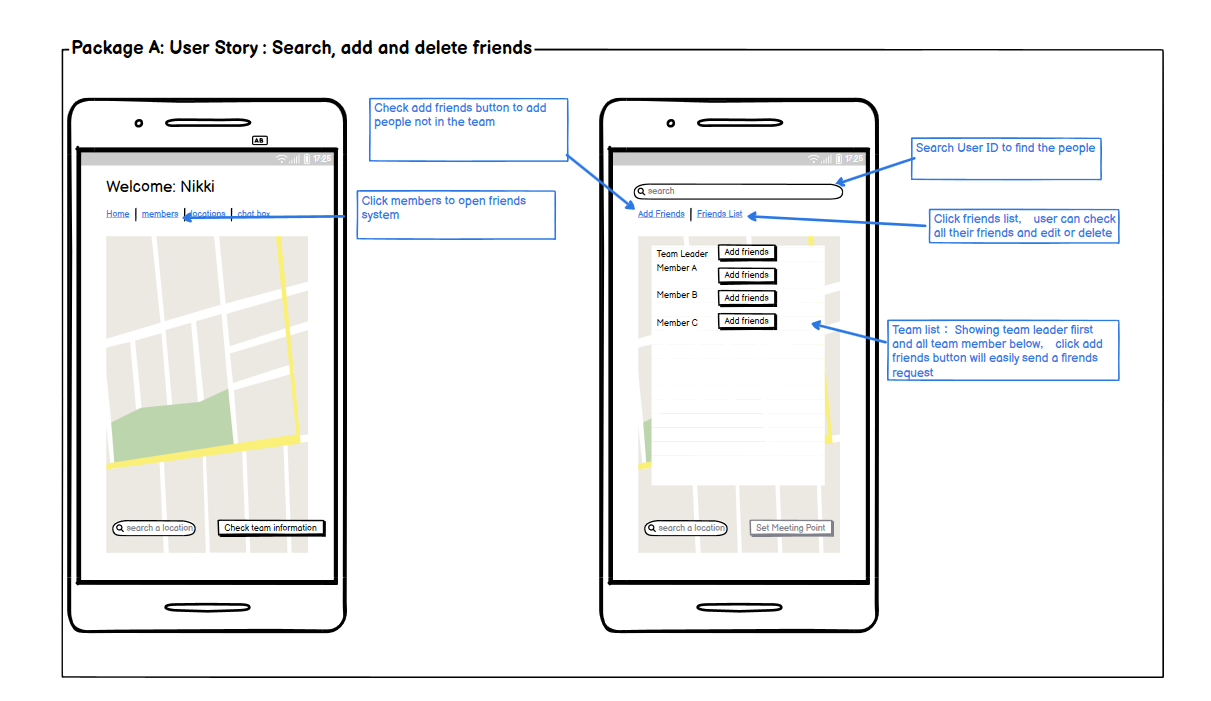 Package A: User Story : Search, add and delete friends
AB
17:25
Welcome: Nikki
Home | members | locations | chat box
search a location
Check team information
Check add friends button to add
people not in the team
Click members to open friends
system
17:25
search
Add Friends | Friends List
Team Leader Add friends
Member A Add friends
Member B Add friends
Member C Add friends
search a location
Set Meeting Point
Search User ID to find the people
Click friends list, user can check
all their friends and edit or delete
Team list : Showing team leader flirst
and all team member below, click add
friends button will easily send a firends
request